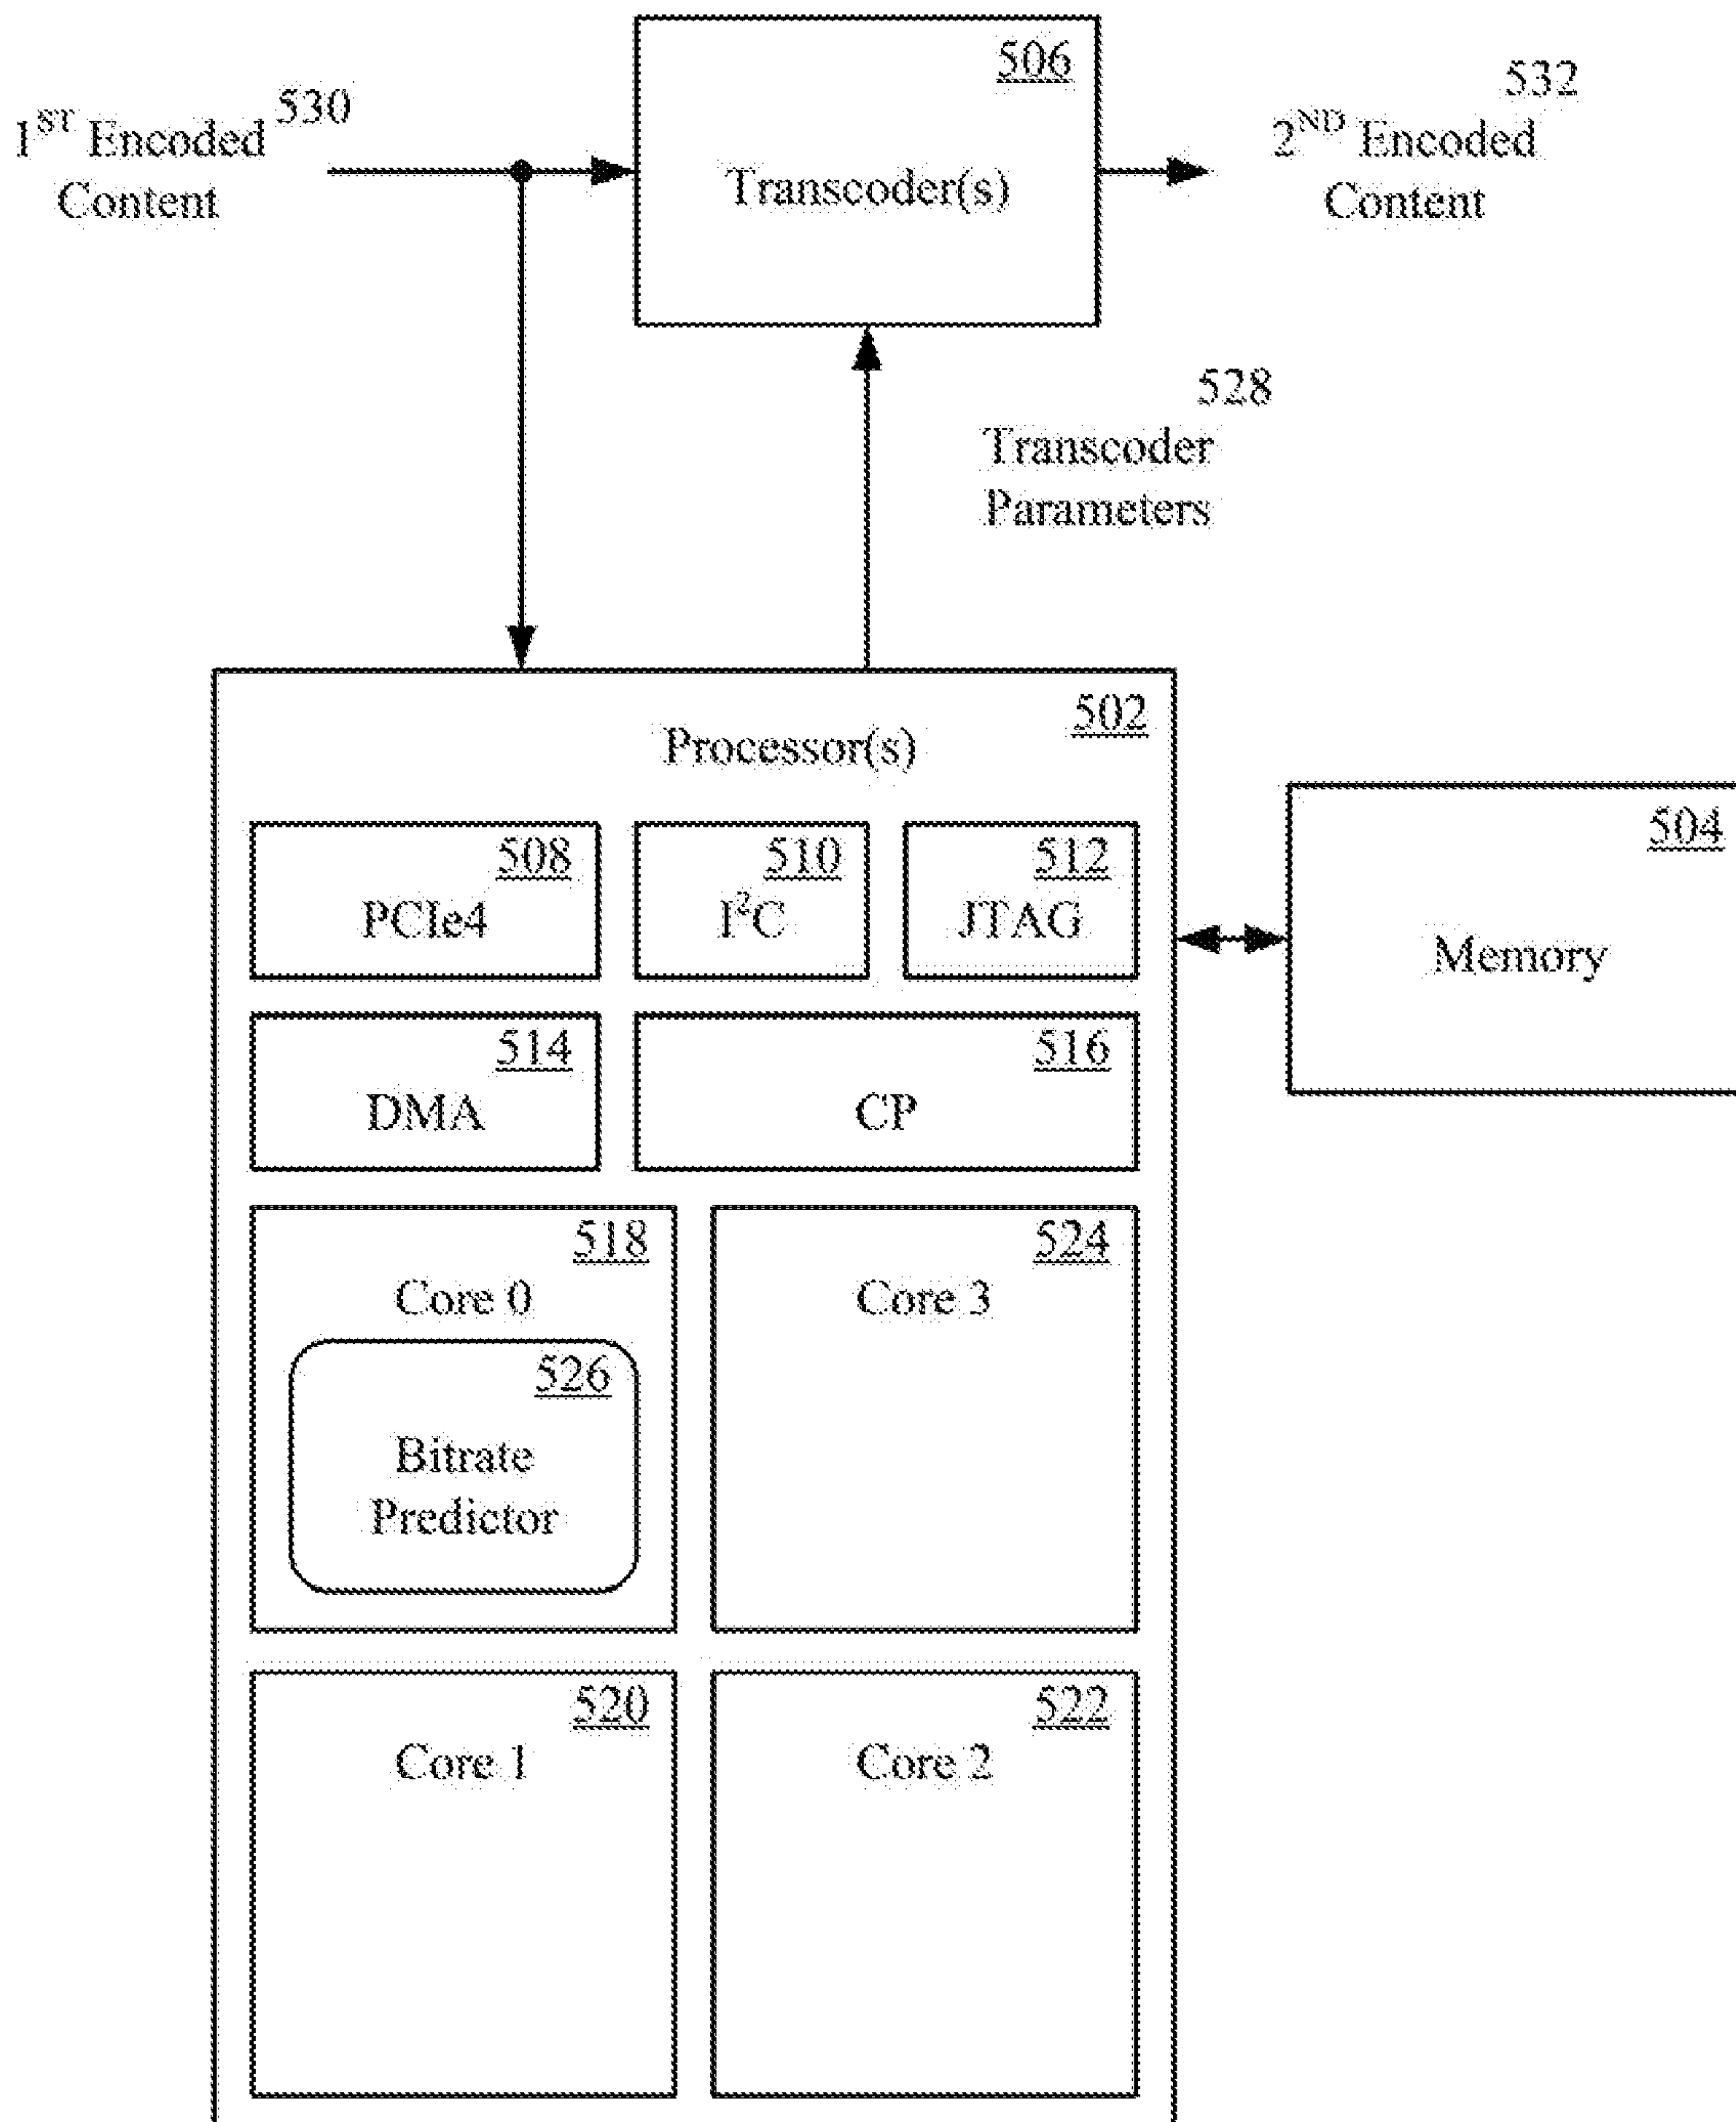 506
530
1ST Encoded
Content
Transcoder(s)
532
2ND Encoded
Content
528
Transcoder
Parameters
502
Processor(s)
508
PCIe4
510
I²C
512
JTAG
504
Memory
514
DMA
516
CP
518
Core 0
524
Core 3
526
Bitrate
Predictor
520
Core 1
522
Core 2